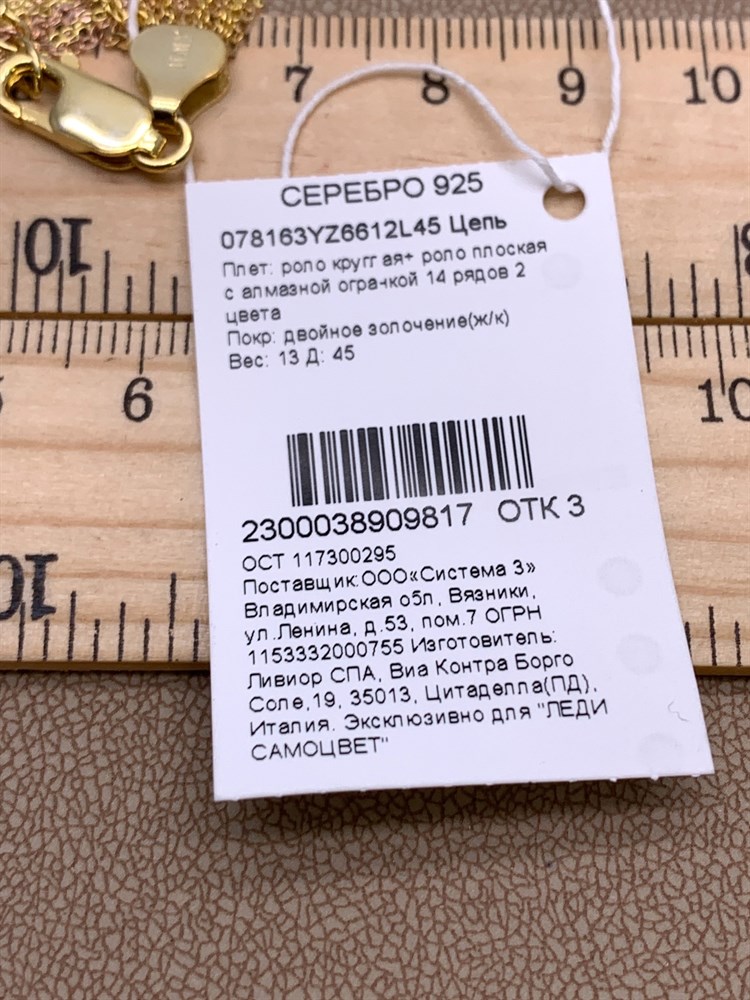 7 8 9 10
СЕРЕБРО 925
078163YZ6612L45 Цепь
Плет: роло круглая+ роло плоская
с алмазной огранкой 14 рядов 2
цвета
Покр: двойное золочение(ж/к)
Вес: 13 Д: 45
10
6
10
2300038909817 ОТК 3
ОСТ 117300295
Поставщик:ООО«Система 3»
Владимирская обл, Вязники,
ул.Ленина, д.53, пом.7 ОГРН
1153332000755 Изготовитель:
Ливиор СПА, Виа Контра Борго
Соле,19, 35013, Цитаделла(ПД),
Италия. Эксклюзивно для "ЛЕДИ
САМОЦВЕТ"
10